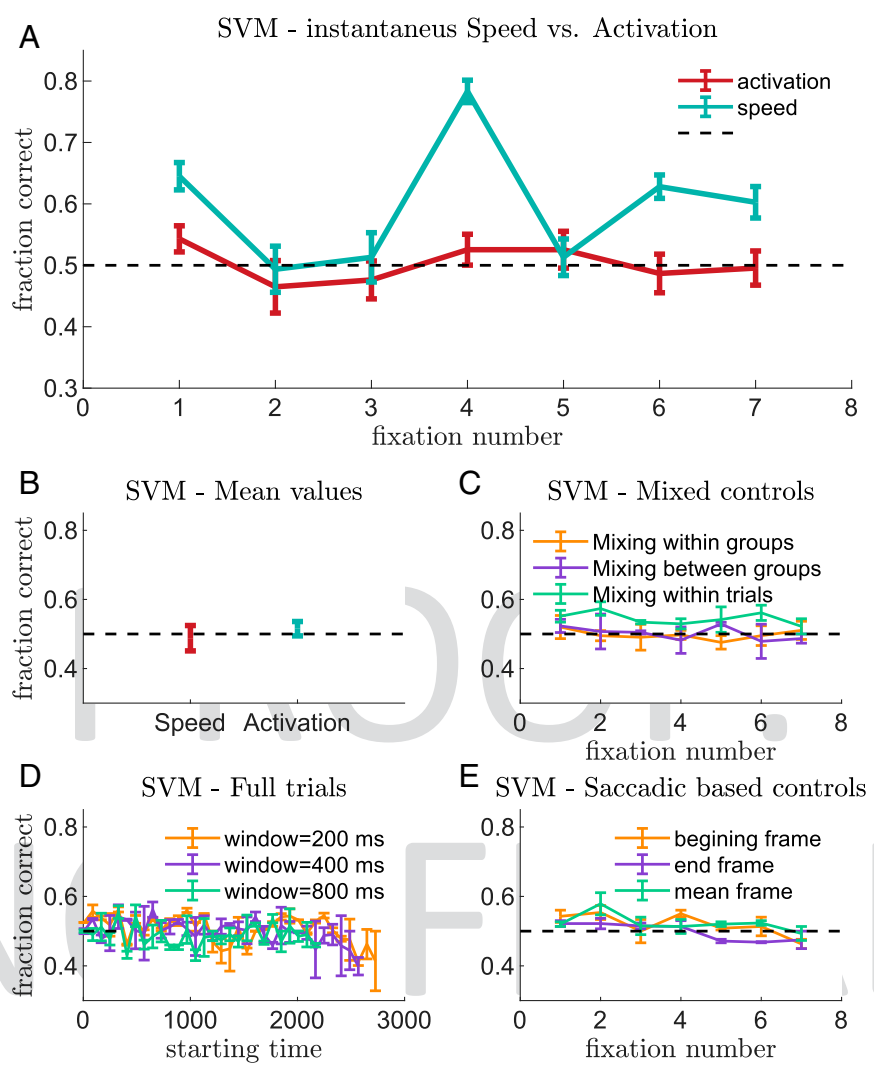 A
SVM - instantaneus Speed vs. Activation
fraction correct
0.8
0.7
0.6
0.5
0.4
0.3
activation
speed
0 1 2 3 4 5 6 7 8
fixation number
B
SVM - Mean values
fraction correct
0.8
0.6
0.4
Speed Activation
C
SVM - Mixed controls
0.8
0.6
0.4
Mixing within groups
Mixing between groups
Mixing within trials
0 2 4 6 8
fixation number
D
SVM - Full trials
fraction correct
0.8
0.6
0.4
window=200 ms
window=400 ms
window=800 ms
0 1000 2000 3000
starting time
E
SVM - Saccadic based controls
0.8
0.6
0.4
begining frame
end frame
mean frame
0 2 4 6 8
fixation number